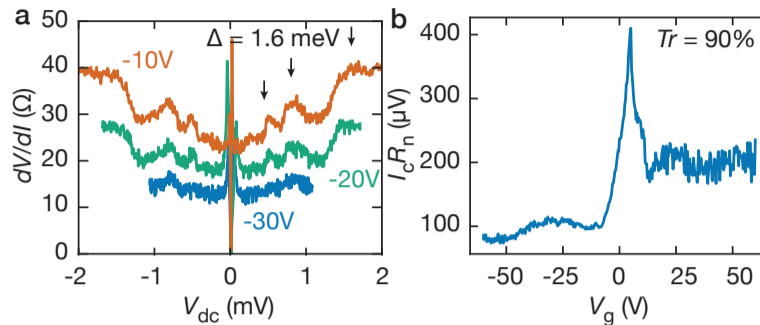 a
50
40
30
20
10
0
dV/dI (Ω)
-10V
Δ = 1.6 meV
-20V
-30V
-2
-1
0
1
2
V_dc (mV)
b
400
300
200
100
I_cR_n (μV)
Tr = 90%
-50
-25
0
25
50
V_g (V)